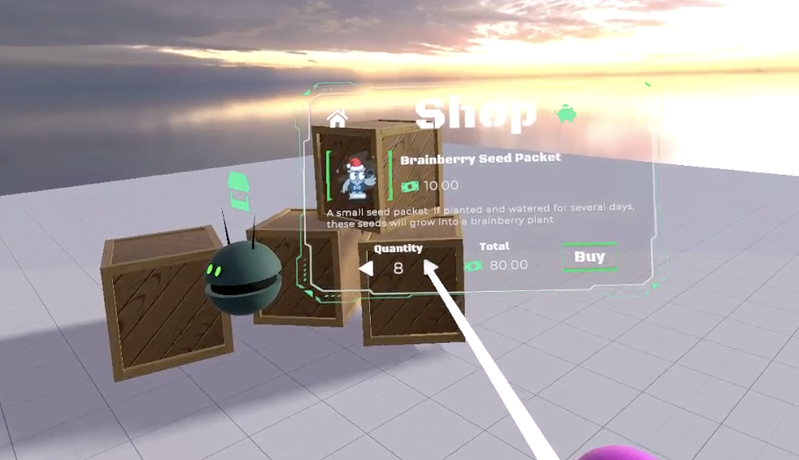 Shop
Brainberry Seed Packet
10.00
A small seed packet. If planted and watered for several days,
these seeds will grow into a brainberry plant.
Quantity
8
Total
80.00
Buy